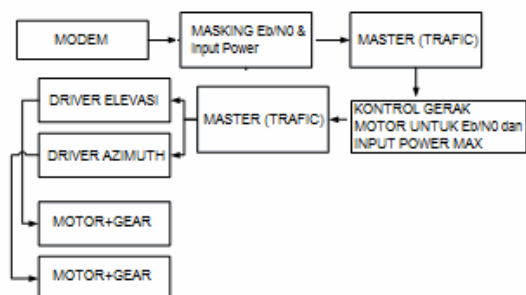 MODEM
MASKING Eb/N0 &
Input Power
MASTER (TRAFIC)
KONTROL GERAK
MOTOR UNTUK Eb/N0 dan
INPUT POWER MAX
MASTER (TRAFIC)
DRIVER ELEVASI
DRIVER AZIMUTH
MOTOR+GEAR
MOTOR+GEAR